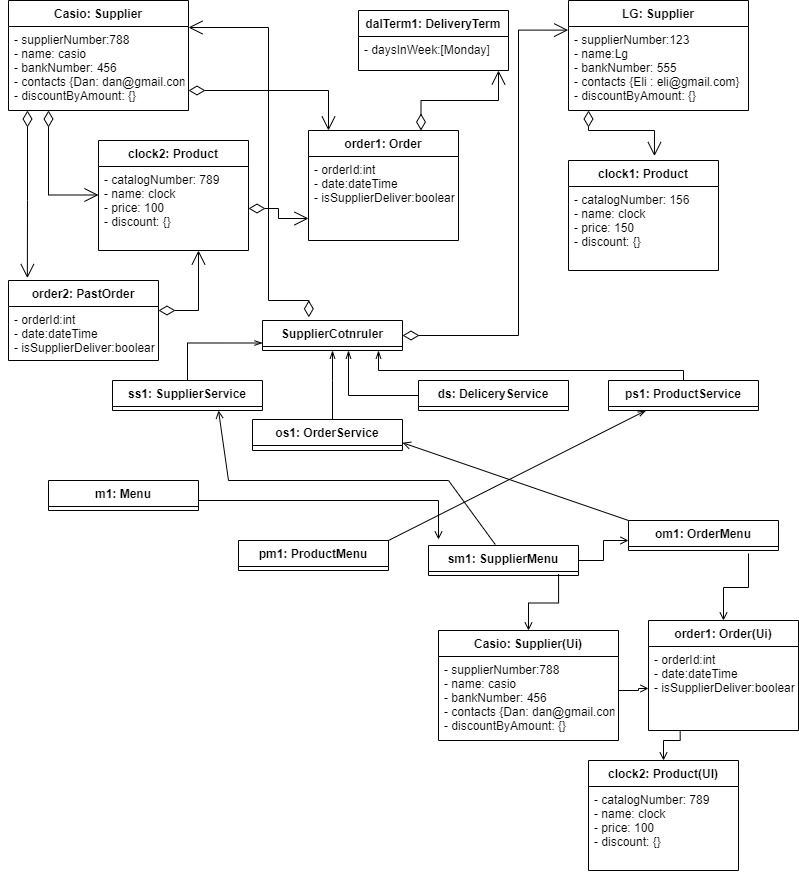 Casio: Supplier
- supplierNumber:788
- name: casio
- bankNumber: 456
- contacts {Dan: dan@gmail.con
- discountByAmount: {}
dalTerm1: DeliveryTerm
- daysInWeek:[Monday]
LG: Supplier
- supplierNumber:123
- name:Lg
- bankNumber: 555
- contacts {Eli : eli@gmail.com}
- discountByAmount: {}
clock2: Product
- catalogNumber: 789
- name: clock
- price: 100
- discount: {}
order1: Order
- orderId:int
- date:dateTime
- isSupplierDeliver:boolear
clock1: Product
- catalogNumber: 156
- name: clock
- price: 150
- discount: {}
order2: PastOrder
- orderId:int
- date:dateTime
- isSupplierDeliver:boolear
SupplierCotnruler
ss1: SupplierService
ds: DeliceryService
ps1: ProductService
os1: OrderService
m1: Menu
pm1: ProductMenu
sm1: SupplierMenu
om1: OrderMenu
Casio: Supplier(Ui)
- supplierNumber:788
- name: casio
- bankNumber: 456
- contacts {Dan: dan@gmail.con
- discountByAmount: {}
order1: Order(Ui)
- orderId:int
- date:dateTime
- isSupplierDeliver:boolear
clock2: Product(UI)
- catalogNumber: 789
- name: clock
- price: 100
- discount: {}